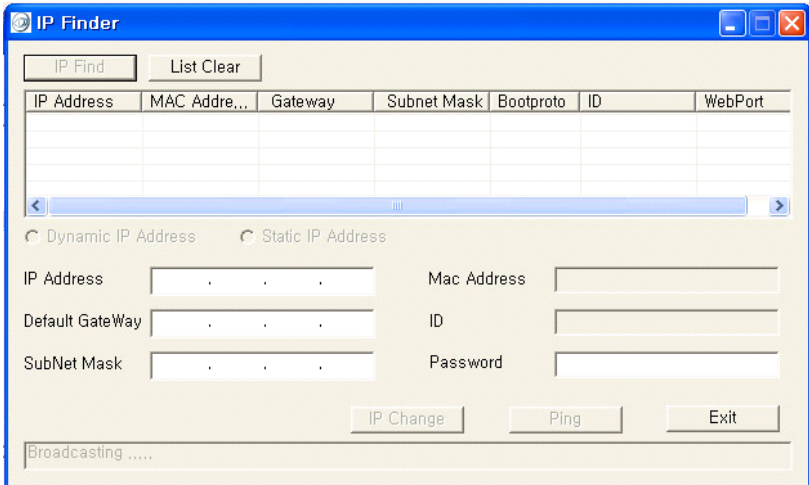 IP Finder
IP Find List Clear
IP Address MAC Addre... Gateway Subnet Mask Bootproto ID WebPort
Dynamic IP Address Static IP Address
IP Address . . . Mac Address
Default GateWay . . . ID
SubNet Mask . . . Password
IP Change Ping Exit
Broadcasting .....